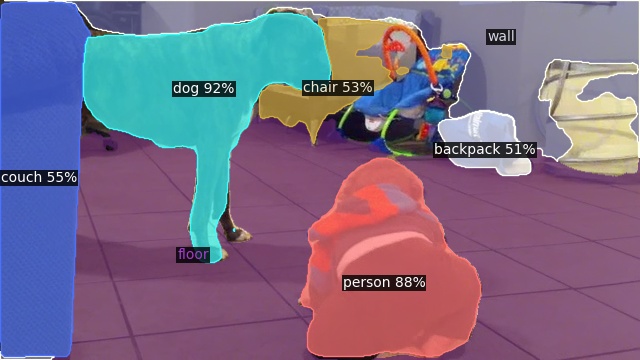 wall
dog 92%
chair 53%
backpack 51%
couch 55%
floor
person 88%